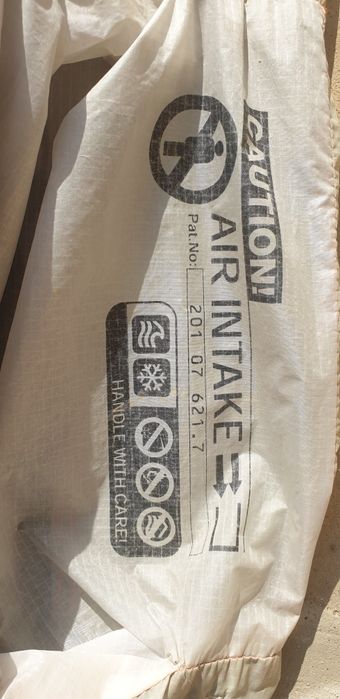 CAUTION!
AIR INTAKE
Pat.No: 201 07 621.7
HANDLE WITH CARE!